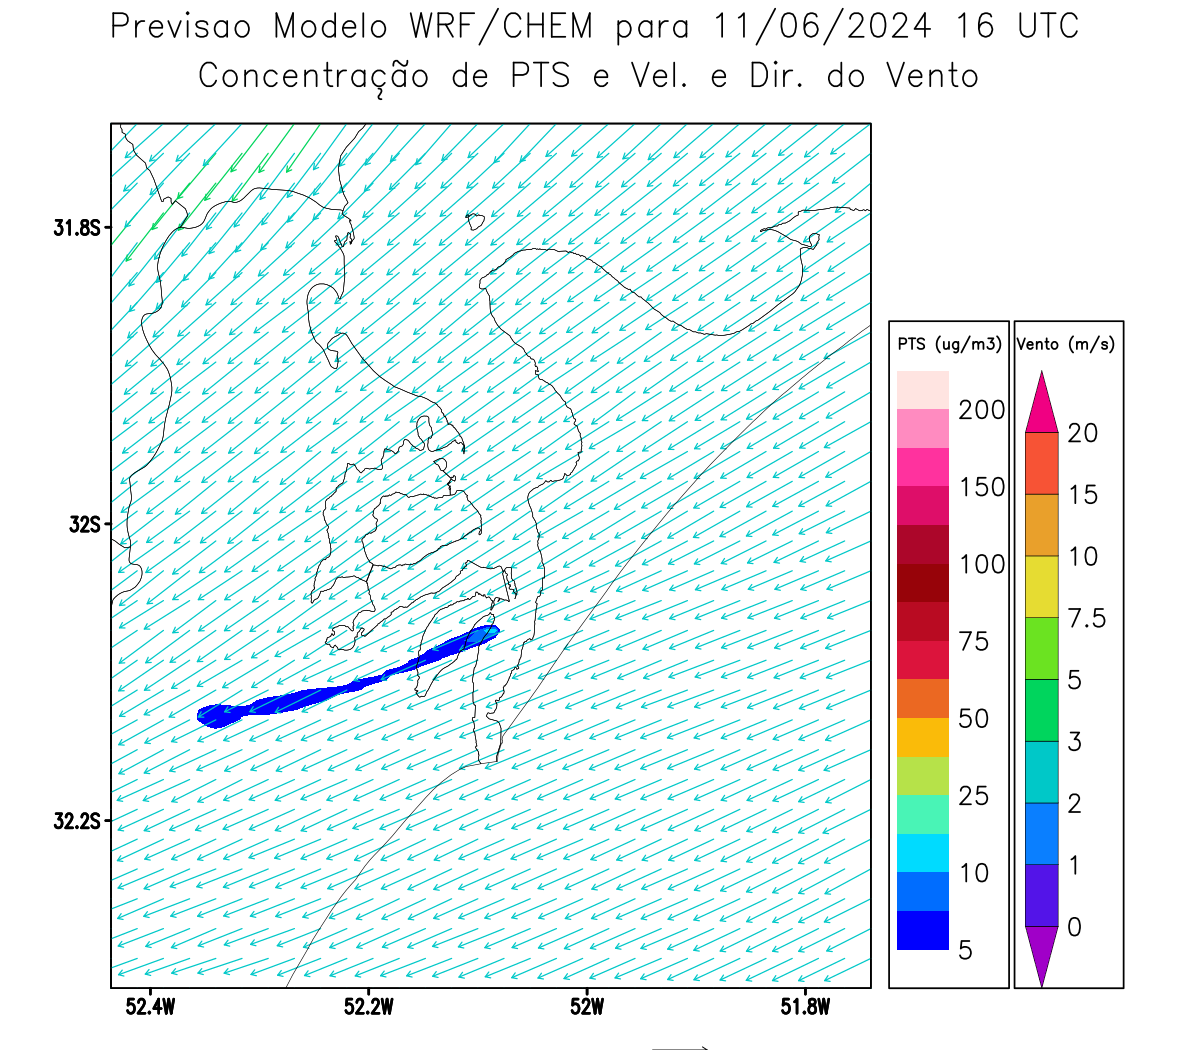 Previsao Modelo WRF/CHEM para 11/06/2024 16 UTC
Concentração de PTS e Vel. e Dir. do Vento
31.8S
32S
32.2S
52.4W
52.2W
52W
51.8W
PTS (ug/m3)
200
150
100
75
50
25
10
5
Vento (m/s)
20
15
10
7.5
5
3
2
1
0